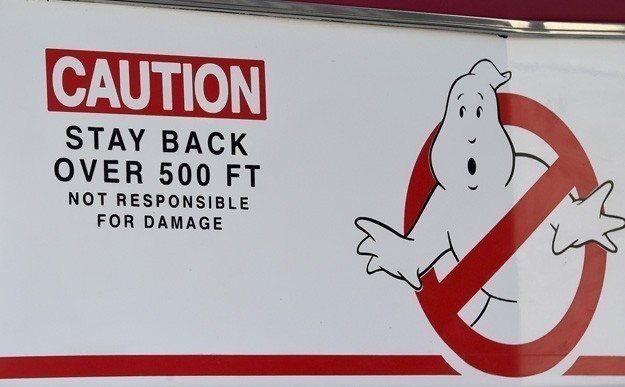 CAUTION
STAY BACK
OVER 500 FT
NOT RESPONSIBLE
FOR DAMAGE